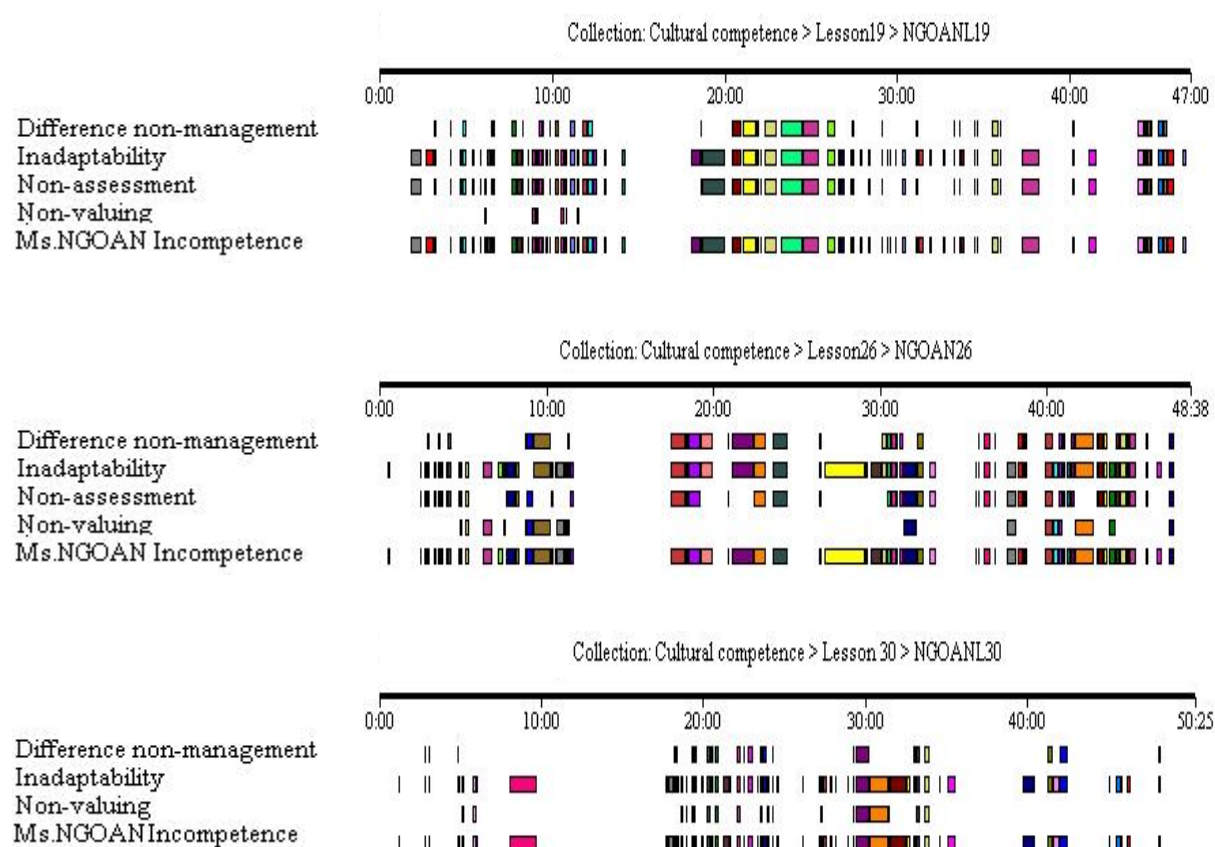 Collection: Cultural competence > Lesson19 > NGOANL19
0:00 10:00 20:00 30:00 40:00 47:00
Difference non-management
Inadaptability
Non-assessment
Non-valuing
Ms.NGOAN Incompetence
Collection: Cultural competence > Lesson26 > NGOAN26
0:00 10:00 20:00 30:00 40:00 48:38
Difference non-management
Inadaptability
Non-assessment
Non-valuing
Ms.NGOAN Incompetence
Collection: Cultural competence > Lesson 30 > NGOANL30
0:00 10:00 20:00 30:00 40:00 50:25
Difference non-management
Inadaptability
Non-valuing
Ms.NGOAN Incompetence